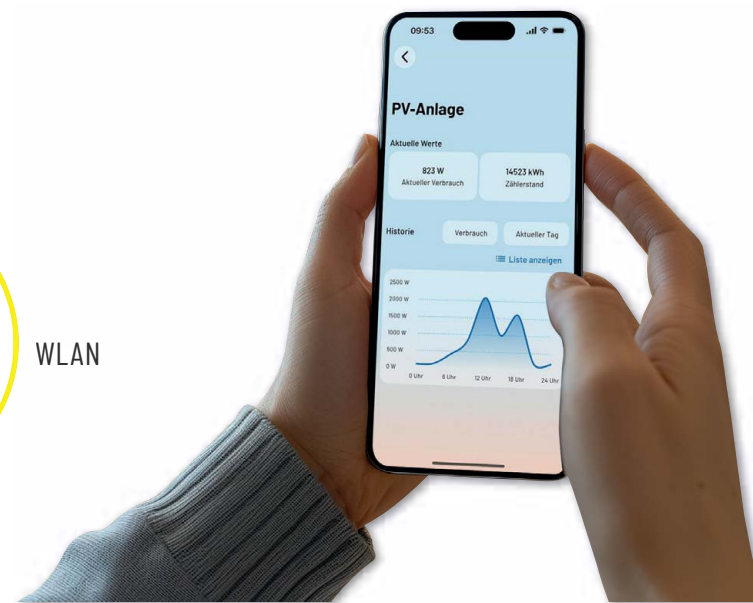 WLAN
09:53
PV-Anlage
Aktuelle Werte
823 W
Aktueller Verbrauch
14523 kWh
Zählerstand
Historie
Verbrauch
Aktueller Tag
Liste anzeigen
2500 W
2000 W
1500 W
1000 W
500 W
0 W
0 Uhr 6 Uhr 12 Uhr 18 Uhr 24 Uhr